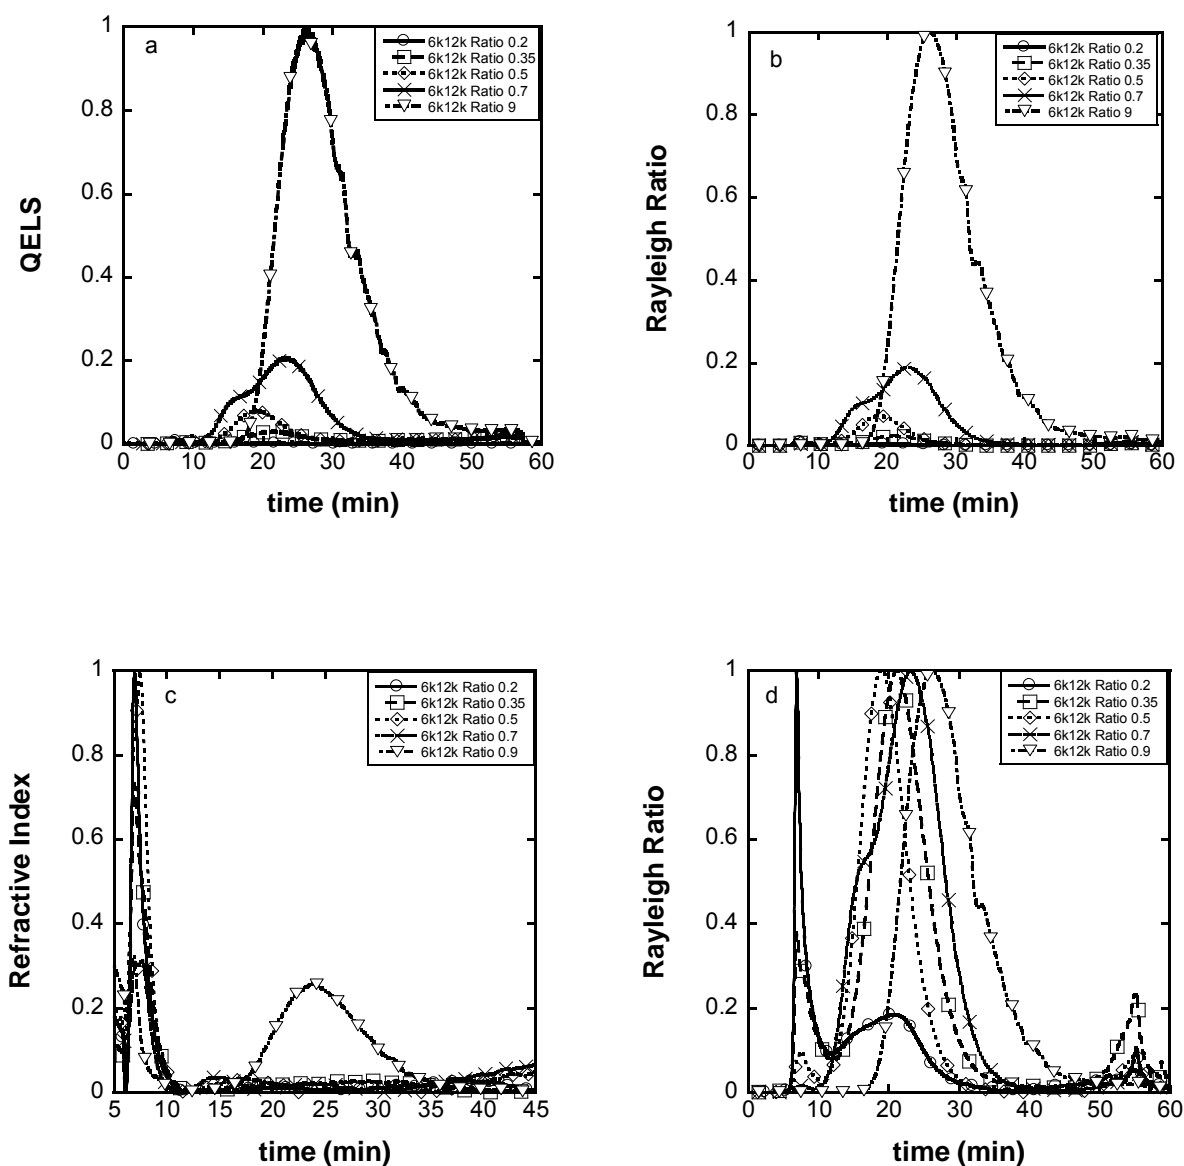 a
6k12k Ratio 0.2
6k12k Ratio 0.35
6k12k Ratio 0.5
6k12k Ratio 0.7
6k12k Ratio 9
QELS
1
0.8
0.6
0.4
0.2
0
0 10 20 30 40 50 60
time (min)
b
6k12k Ratio 0.2
6k12k Ratio 0.35
6k12k Ratio 0.5
6k12k Ratio 0.7
6k12k Ratio 9
Rayleigh Ratio
1
0.8
0.6
0.4
0.2
0
0 10 20 30 40 50 60
time (min)
c
6k12k Ratio 0.2
6k12k Ratio 0.35
6k12k Ratio 0.5
6k12k Ratio 0.7
6k12k Ratio 0.9
Refractive Index
1
0.8
0.6
0.4
0.2
0
5 10 15 20 25 30 35 40 45
time (min)
d
6k12k Ratio 0.2
6k12k Ratio 0.35
6k12k Ratio 0.5
6k12k Ratio 0.7
6k12k Ratio 0.9
Rayleigh Ratio
1
0.8
0.6
0.4
0.2
0
0 10 20 30 40 50 60
time (min)